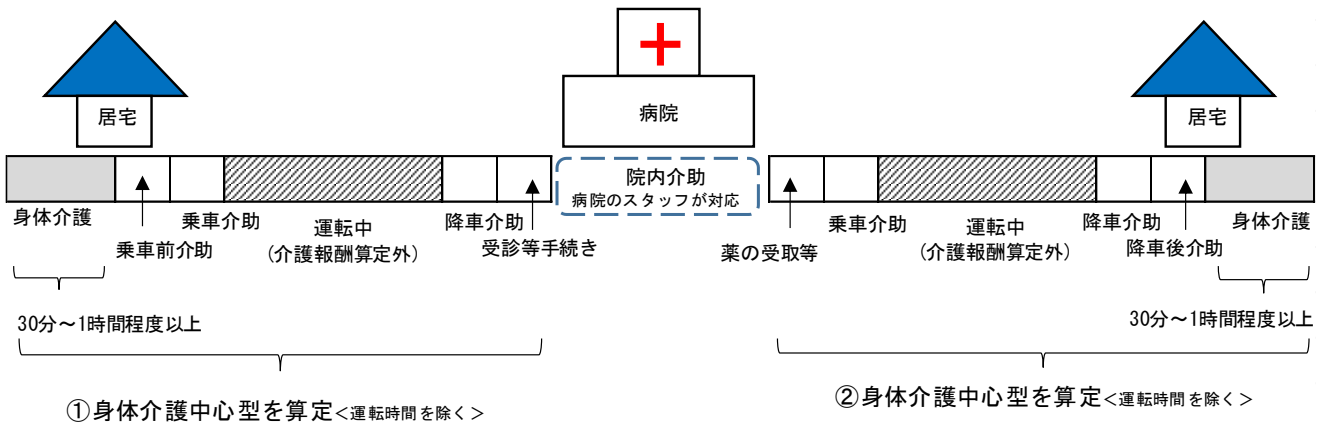 居宅
病院
居宅
院内介助
病院のスタッフが対応
身体介護
乗車前介助
乗車介助
運転中
(介護報酬算定外)
降車介助
受診等手続き
薬の受取等
乗車介助
運転中
(介護報酬算定外)
降車介助
降車後介助
身体介護
30分~1時間程度以上
30分~1時間程度以上
①身体介護中心型を算定<運転時間を除く>
②身体介護中心型を算定<運転時間を除く>